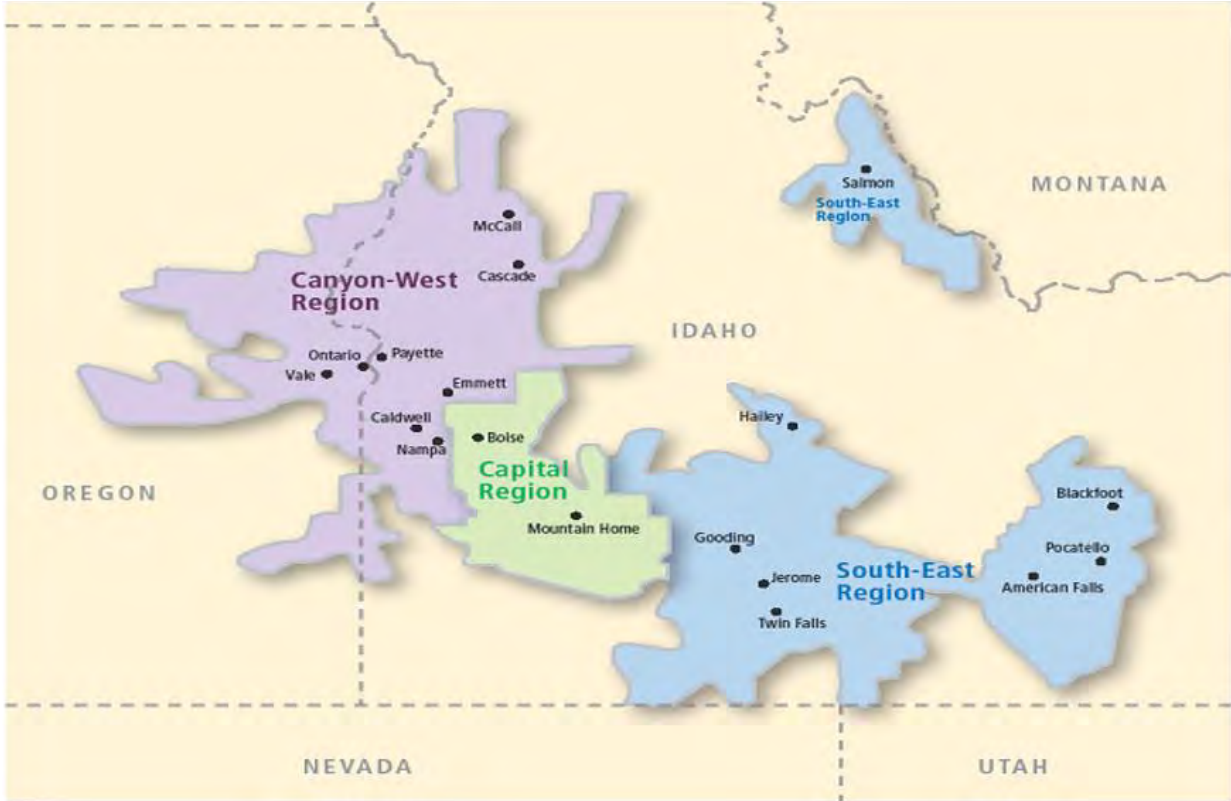 Salmon
South-East
Region
MONTANA
McCall
Cascade
Canyon-West
Region
IDAHO
Ontario
Payette
Vale
Emmett
Caldwell
Nampa
Boise
Hailey
Capital
Region
OREGON
Mountain Home
Blackfoot
Gooding
Pocatello
South-East
Region
Jerome
American Falls
Twin Falls
NEVADA
UTAH